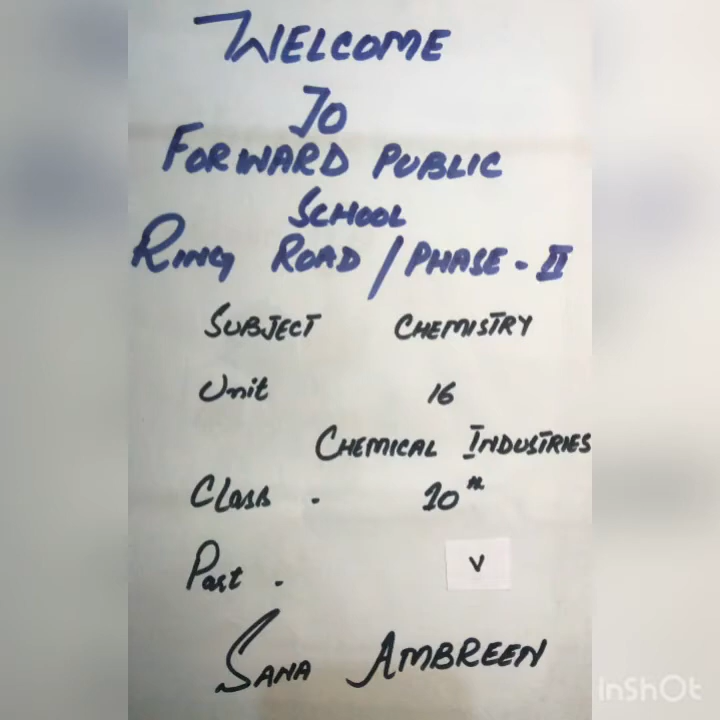 WELCOME
TO
FORWARD PUBLIC
SCHOOL
RING ROAD / PHASE - II
SUBJECT CHEMISTRY
Unit 16
CHEMICAL INDUSTRIES
Class . 10th
Part . V
SANA AMBREEN
InShOt